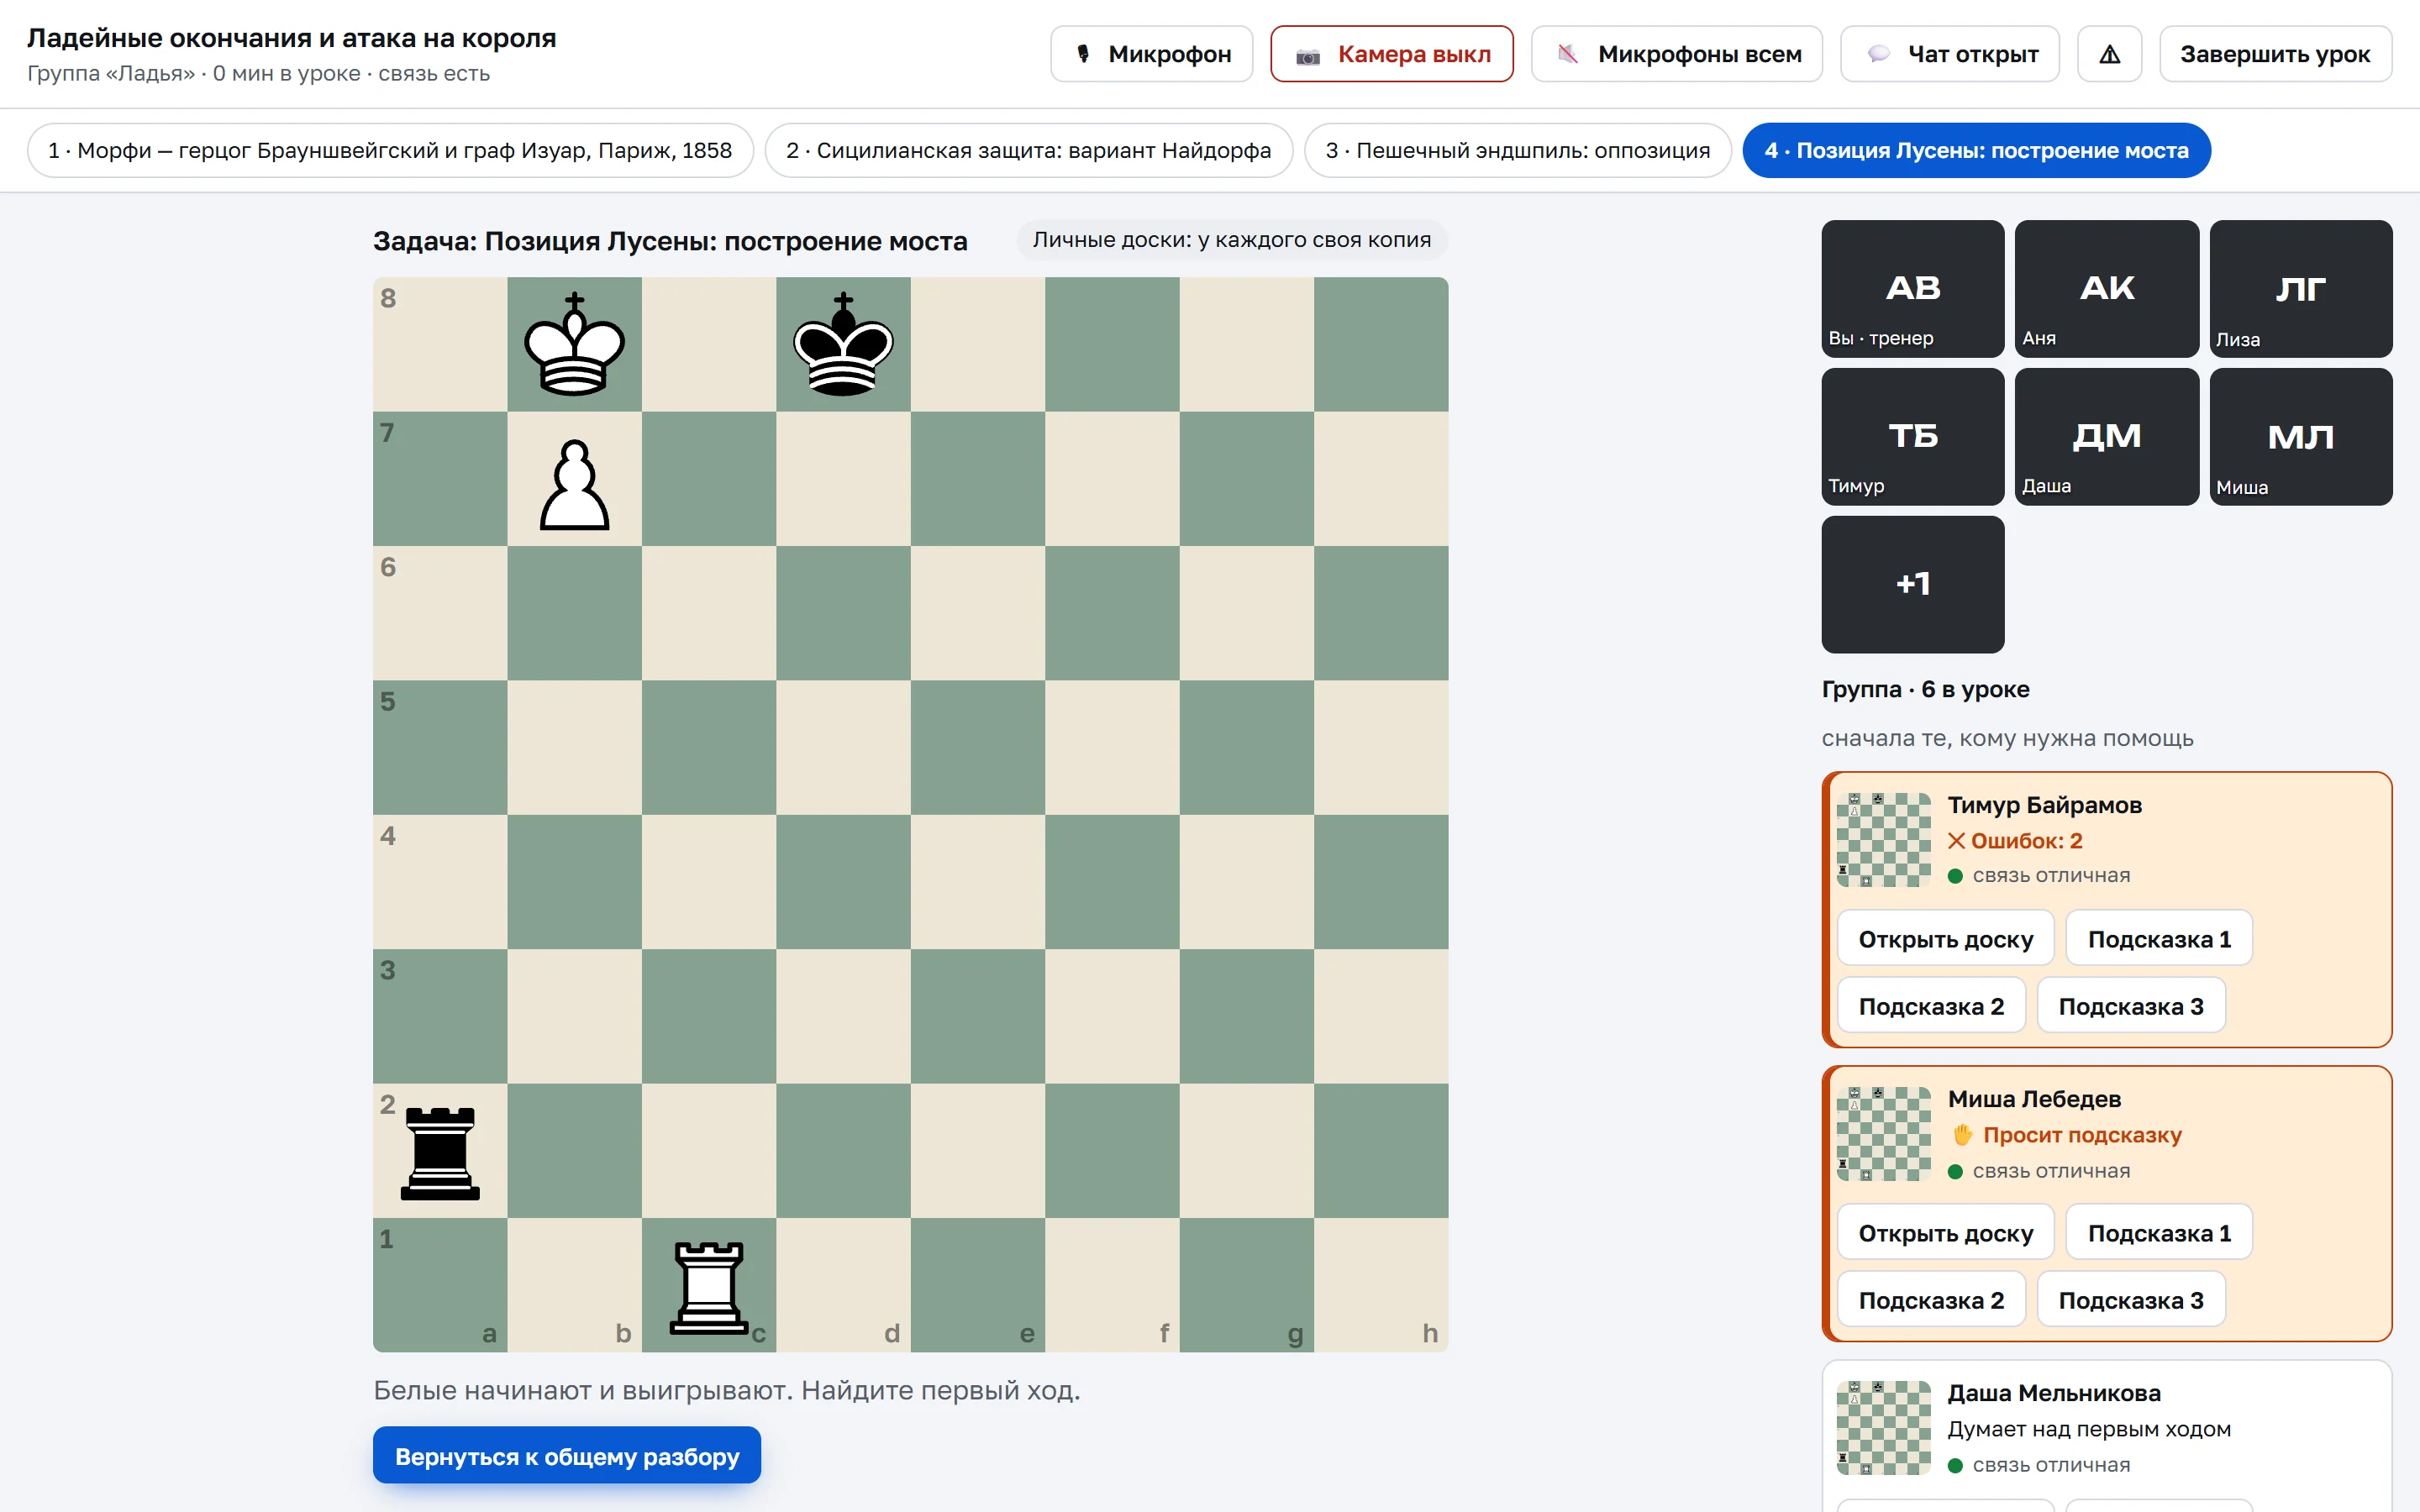 Ладейные окончания и атака на короля
Группа «Ладья» · 0 мин в уроке · связь есть
Микрофон
Камера выкл
Микрофоны всем
Чат открыт
Завершить урок
1 · Морфи — герцог Брауншвейгский и граф Изуар, Париж, 1858
2 · Сицилианская защита: вариант Найдорфа
3 · Пешечный эндшпиль: оппозиция
4 · Позиция Лусены: построение моста
Задача: Позиция Лусены: построение моста
Личные доски: у каждого своя копия
8
7
6
5
4
3
2
1
a b c d e f g h
Белые начинают и выигрывают. Найдите первый ход.
Вернуться к общему разбору
АВ
Вы · тренер
АК
Аня
ЛГ
Лиза
ТБ
Тимур
ДМ
Даша
МЛ
Миша
+1
Группа · 6 в уроке
сначала те, кому нужна помощь
Тимур Байрамов
Ошибок: 2
связь отличная
Открыть доску
Подсказка 1
Подсказка 2
Подсказка 3
Миша Лебедев
Просит подсказку
связь отличная
Открыть доску
Подсказка 1
Подсказка 2
Подсказка 3
Даша Мельникова
Думает над первым ходом
связь отличная